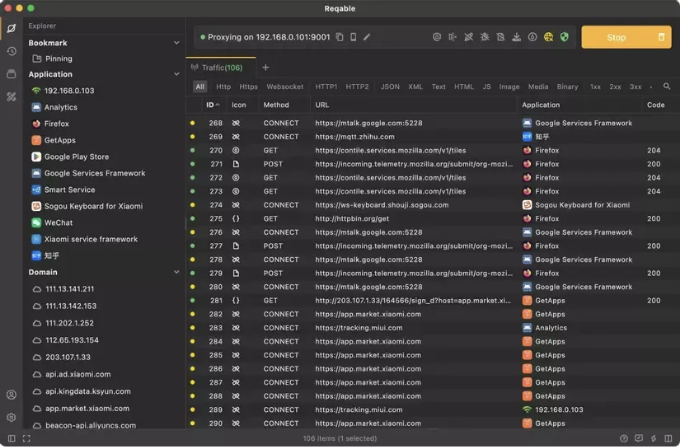 Reqable
Explorer
Bookmark
Pinning
Application
192.168.0.103
Analytics
Firefox
GetApps
Google Play Store
Google Services Framework
Smart Service
Sogou Keyboard for Xiaomi
WeChat
Xiaomi service framework
知乎
Domain
111.13.141.211
111.13.142.153
111.202.1.252
112.65.193.154
203.107.1.33
api.ad.xiaomi.com
api.kingdata.ksyun.com
app.market.xiaomi.com
beacon-api.aliyuncs.com
Proxying on 192.168.0.101:9001
Stop
Traffic(106)
All Http Https Websocket HTTP1 HTTP2 JSON XML Text HTML JS Image Media Binary 1xx 2xx 3xx
ID Icon Method URL Application Code
268 CONNECT https://mtalk.google.com:5228 Google Services Framework
269 CONNECT https://mqtt.zhihu.com 知乎
270 GET https://contile.services.mozilla.com/v1/tiles Firefox 204
271 POST https://incoming.telemetry.mozilla.org/submit/org-mozi... Firefox 200
272 GET https://contile.services.mozilla.com/v1/tiles Firefox 204
273 GET https://contile.services.mozilla.com/v1/tiles Firefox 204
274 CONNECT https://ws-keyboard.shouji.sogou.com Sogou Keyboard for Xiaomi
275 {} GET http://httpbin.org/get Firefox 200
276 CONNECT https://mtalk.google.com:5228 Google Services Framework
277 POST https://incoming.telemetry.mozilla.org/submit/org-mozi... Firefox 200
278 CONNECT https://mtalk.google.com:5228 Google Services Framework
279 POST https://incoming.telemetry.mozilla.org/submit/org-mozi... Firefox 200
280 CONNECT https://mtalk.google.com:5228 Google Services Framework
281 {} GET http://203.107.1.33/164566/sign_d?host=app.market.xi... GetApps 200
282 CONNECT https://app.market.xiaomi.com GetApps
283 CONNECT https://tracking.miui.com Analytics
284 CONNECT https://app.market.xiaomi.com GetApps
285 CONNECT https://app.market.xiaomi.com GetApps
286 CONNECT https://app.market.xiaomi.com GetApps
287 CONNECT https://app.market.xiaomi.com GetApps
288 CONNECT https://app.market.xiaomi.com GetApps
289 CONNECT https://tracking.miui.com 192.168.0.103
290 CONNECT https://app.market.xiaomi.com GetApps
106 items (1 selected)